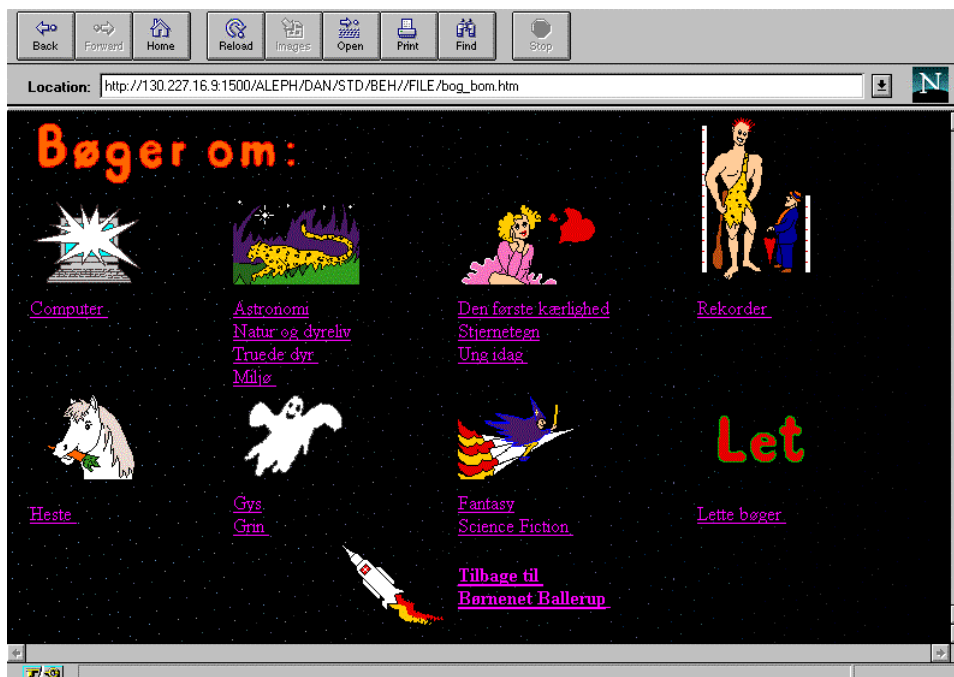 Back
Forward
Home
Reload
Images
Open
Print
Find
Stop
Location: http://130.227.16.9:1500/ALEPH/DAN/STD/BEH//FILE/bog_bom.htm
N
Bøger om:
Computer
Astronomi
Natur og dyreliv
Truede dyr
Miljø
Den første kærlighed
Stjernetegn
Ung idag
Rekorder
Let
Heste
Gys
Grin
Fantasy
Science Fiction
Lette bøger
Tilbage til
Børnenet Ballerup